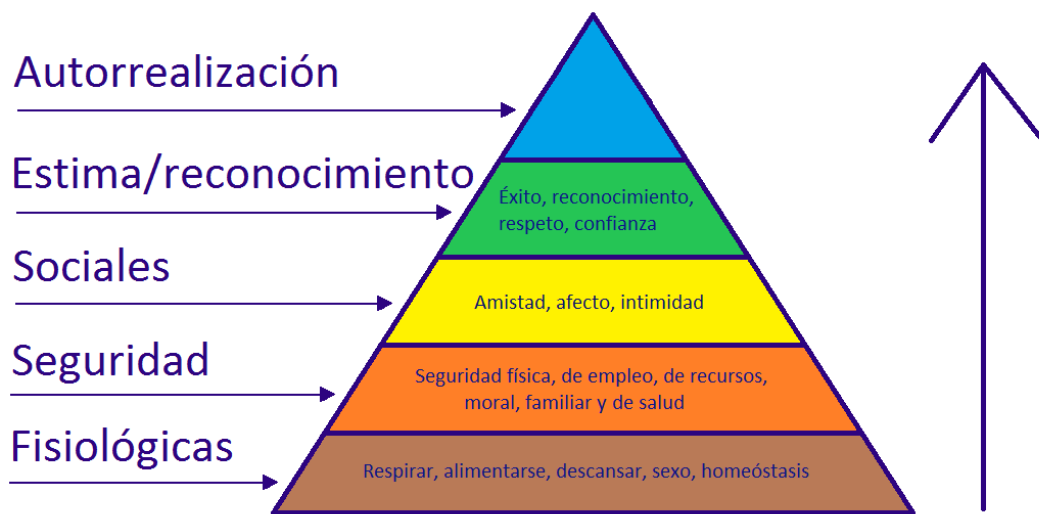 Autorrealización
Estima/reconocimiento
Éxito, reconocimiento,
respeto, confianza
Sociales
Amistad, afecto, intimidad
Seguridad
Seguridad física, de empleo, de recursos,
moral, familiar y de salud
Fisiológicas
Respirar, alimentarse, descansar, sexo, homeóstasis